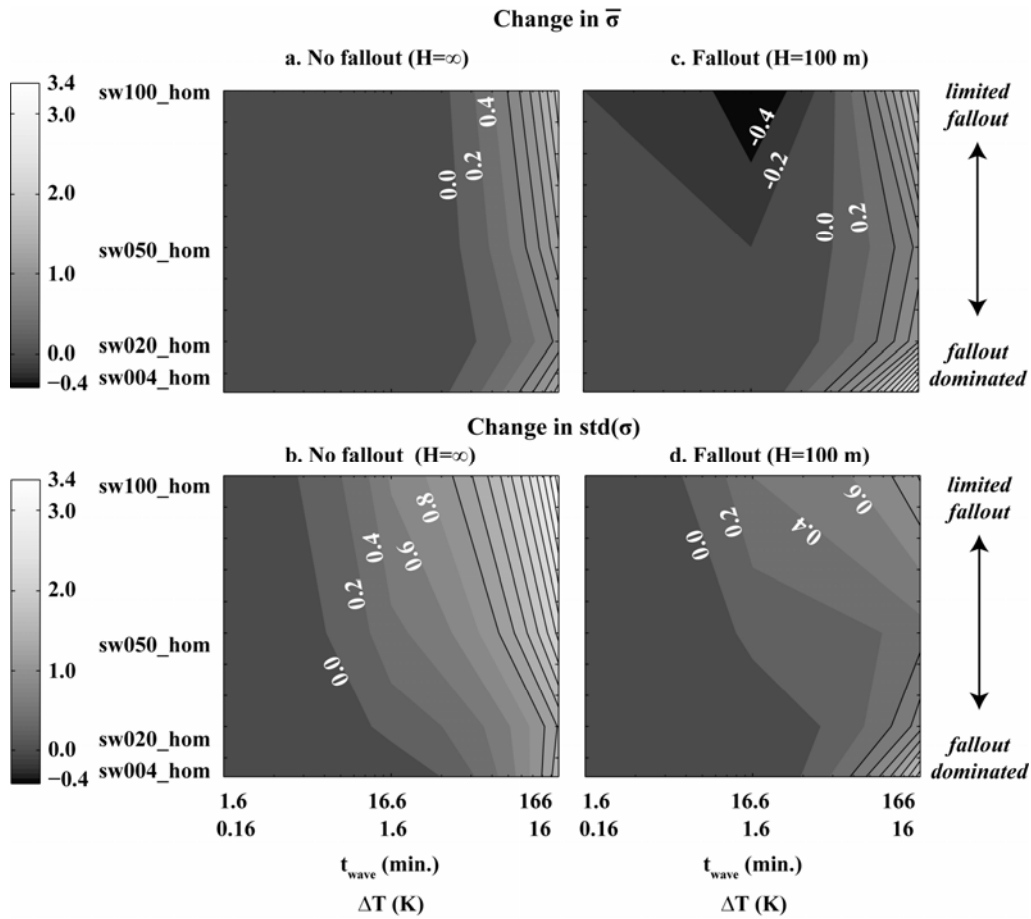 Change in σ̅
a. No fallout (H=∞)
c. Fallout (H=100 m)
3.4
3.0
2.0
1.0
0.0
−0.4
sw100_hom
sw050_hom
sw020_hom
sw004_hom
0.0
0.2
0.4
-0.4
-0.2
0.0
0.2
limited
fallout
fallout
dominated
Change in std(σ)
b. No fallout (H=∞)
d. Fallout (H=100 m)
3.4
3.0
2.0
1.0
0.0
−0.4
sw100_hom
sw050_hom
sw020_hom
sw004_hom
0.0
0.2
0.4
0.6
0.8
0.0
0.2
0.4
0.6
limited
fallout
fallout
dominated
1.6 16.6 166
0.16 1.6 16
t_wave (min.)
ΔT (K)
1.6 16.6 166
0.16 1.6 16
t_wave (min.)
ΔT (K)